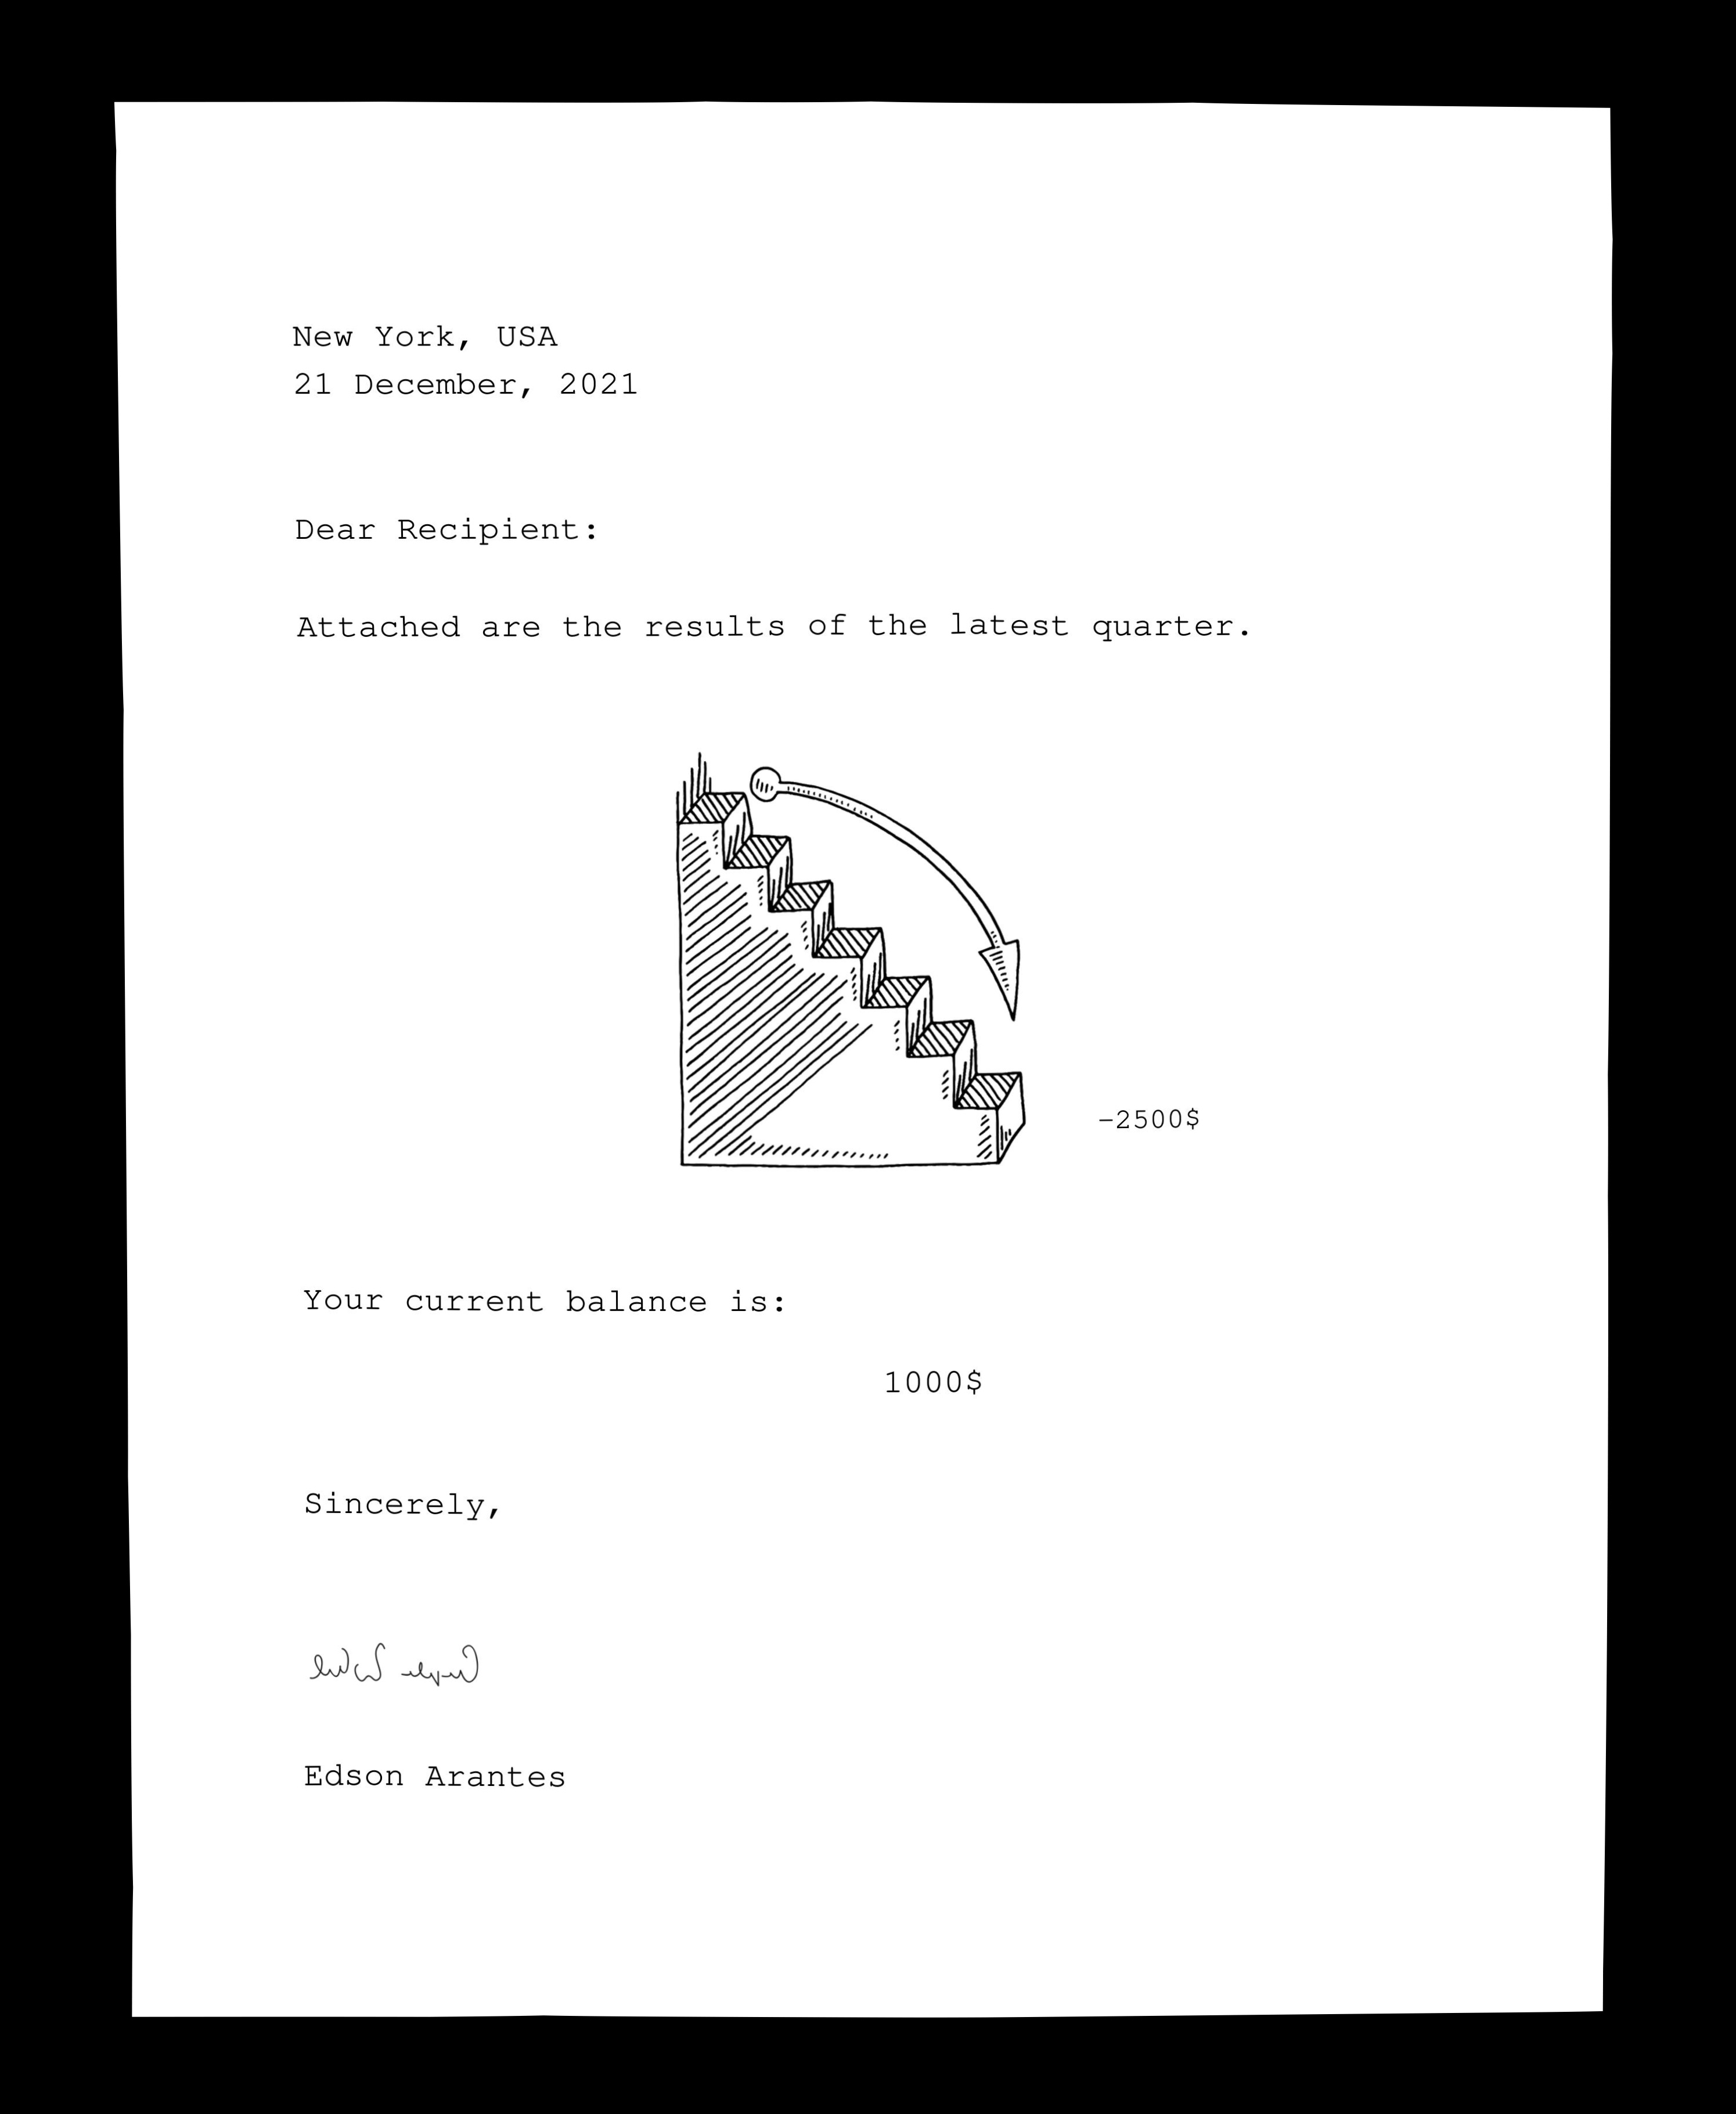 New York, USA
21 December, 2021
Dear Recipient:
Attached are the results of the latest quarter.
-2500$
Your current balance is:
1000$
Sincerely,
Edson Arantes